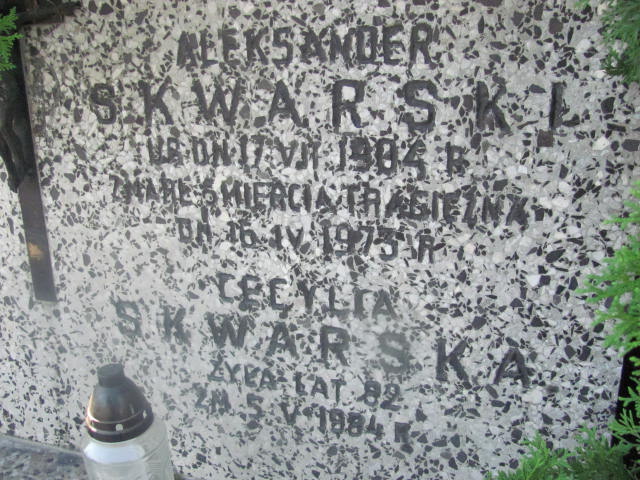 ALEKSANDER
SKWARSKI
UR DN 17 VII 1904 R
ZMARŁ ŚMIERCIĄ TRAGICZNĄ
DN 16 IV 1973 R
CECYLIA
SKWARSKA
ŻYŁA LAT 82
ZM 5 V 1984 R